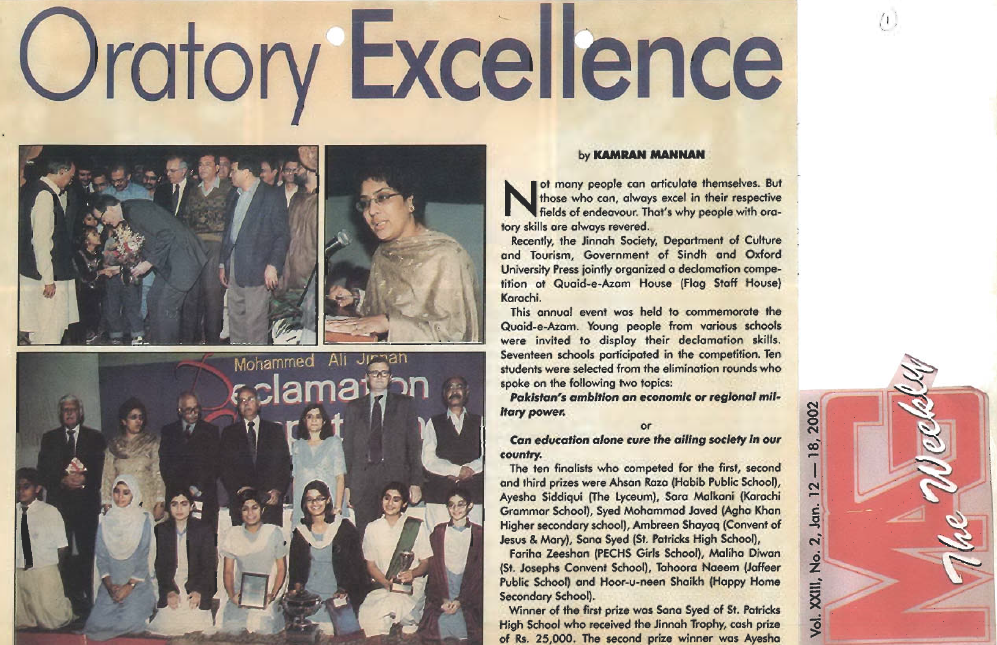 ①
Oratory Excellence
by KAMRAN MANNAN
Not many people can articulate themselves. But
those who can, always excel in their respective
fields of endeavour. That's why people with ora-
tory skills are always revered.
Recently, the Jinnah Society, Department of Culture
and Tourism, Government of Sindh and Oxford
University Press jointly organized a declamation compe-
tition at Quaid-e-Azam House (Flag Staff House)
Karachi.
This annual event was held to commemorate the
Quaid-e-Azam. Young people from various schools
were invited to display their declamation skills.
Seventeen schools participated in the competition. Ten
students were selected from the elimination rounds who
spoke on the following two topics:
Pakistan's ambition an economic or regional mil-
itary power.
or
Can education alone cure the ailing society in our
country.
The ten finalists who competed for the first, second
and third prizes were Ahsan Raza (Habib Public School),
Ayesha Siddiqui (The Lyceum), Sara Malkani (Karachi
Grammar School), Syed Mohammad Javed (Agha Khan
Higher secondary school), Ambreen Shayaq (Convent of
Jesus & Mary), Sana Syed (St. Patricks High School),
Fariha Zeeshan (PECHS Girls School), Maliha Diwan
(St. Josephs Convent School), Tahoora Naeem (Jaffeer
Public School) and Hoor-u-neen Shaikh (Happy Home
Secondary School).
Winner of the first prize was Sana Syed of St. Patricks
High School who received the Jinnah Trophy, cash prize
of Rs. 25,000. The second prize winner was Ayesha
Mohammed Ali Jinnah
Declamation
Vol. XXIII, No. 2, Jan. 12 — 18, 2002
MAG
The Weekly